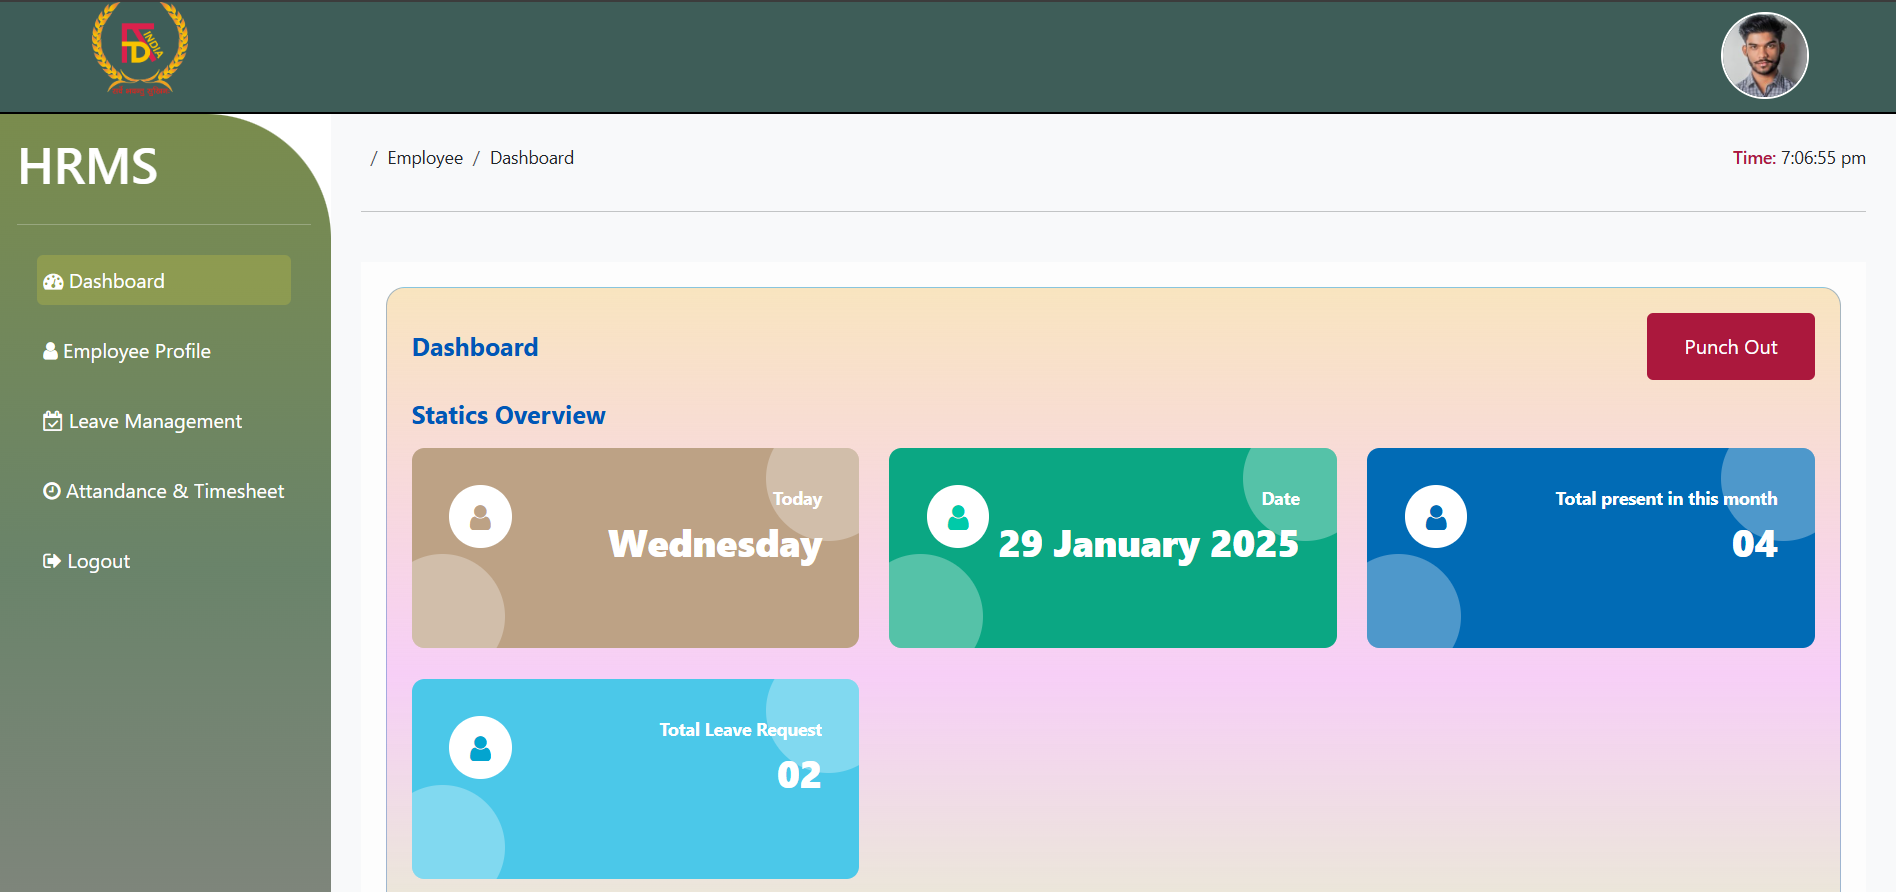 INDIA
HRMS
/ Employee / Dashboard
Time: 7:06:55 pm
Dashboard
Employee Profile
Leave Management
Attandance & Timesheet
Logout
Dashboard
Punch Out
Statics Overview
Today
Wednesday
Date
29 January 2025
Total present in this month
04
Total Leave Request
02